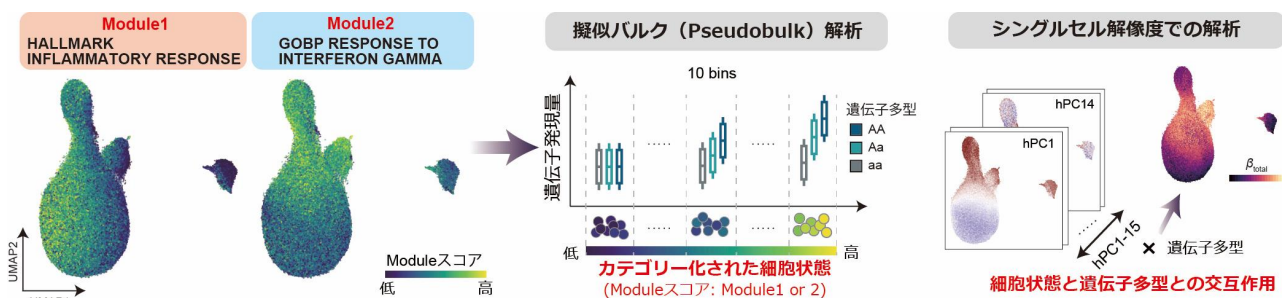 Module1
HALLMARK
INFLAMMATORY RESPONSE
Module2
GOBP RESPONSE TO
INTERFERON GAMMA
UMAP2
Moduleスコア
低 高
擬似バルク（Pseudobulk）解析
10 bins
遺伝子発現量
遺伝子多型
AA
Aa
aa
低 高
カテゴリー化された細胞状態
(Moduleスコア: Module1 or 2)
シングルセル解像度での解析
hPC14
hPC1
βtotal
hPC1-15
× 遺伝子多型
細胞状態と遺伝子多型との交互作用